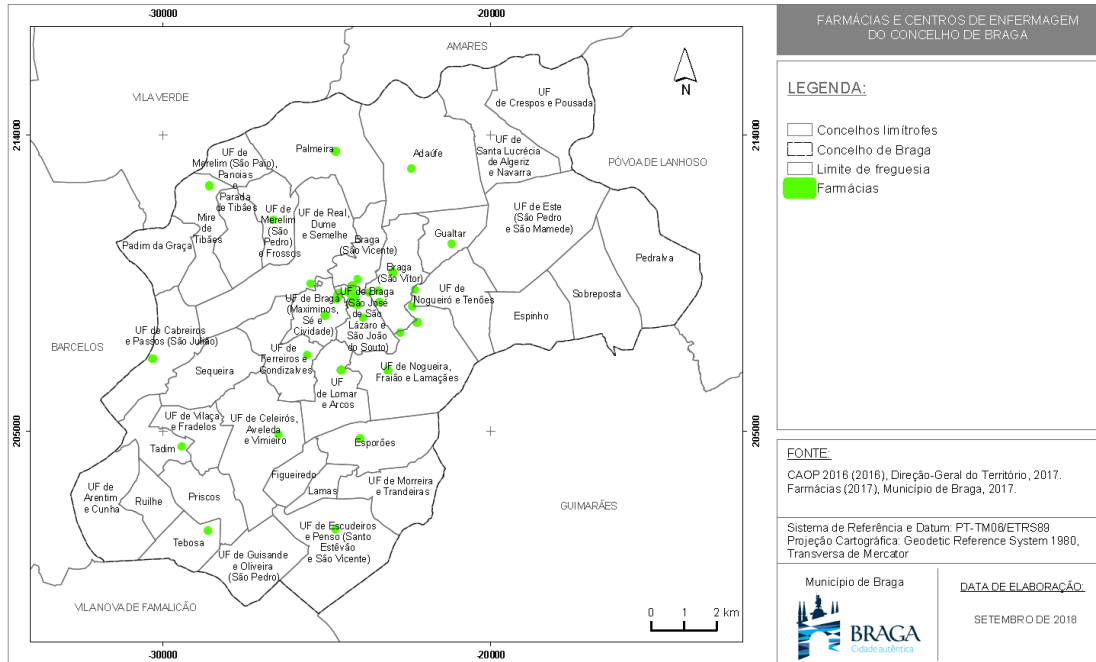 -30000
-20000
AMARES
VILA VERDE
N
UF
de Crespos e Pousada
214000
214000
Palmeira
UF de
Merelim (São Paio),
Panoias
e
Parada
de Tibães
Adaúfe
UF de
Santa Lucrécia
de Algeriz
e Navarra
PÓVOA DE LANHOSO
Mire
de
Tibães
UF de
Merelim
(São
Pedro)
e Frossos
UF de Real,
Dume
e Semelhe
UF de Este
(São Pedro
e São Mamede)
Padim da Graça
Braga
(São Vicente)
Gualtar
Pedralva
Braga
(São Vítor)
UF de
Nogueiró e Tenões
Sobreposta
UF de Braga
(Maximinos,
Sé e
Cividade)
UF de Braga
(São José
de São
Lázaro e
São João
do Souto)
Espinho
UF de Cabreiros
e Passos (São Julião)
BARCELOS
Sequeira
UF de
Ferreiros e
Gondizalves
UF de Nogueira,
Fraião e Lamaçães
UF
de Lomar
e Arcos
UF de Vilaça
e Fradelos
UF de Celeirós,
Aveleda
e Vimieiro
205000
205000
Tadim
Esporões
Figueiredo
UF de
Arentim
e Cunha
Ruilhe
Priscos
Lamas
UF de Morreira
e Trandeiras
GUIMARÃES
Tebosa
UF de Escudeiros
e Penso (Santo
Estêvão
e São Vicente)
UF de Guisande
e Oliveira
(São Pedro)
VILA NOVA DE FAMALICÃO
0 1 2 km
-30000
-20000
FARMÁCIAS E CENTROS DE ENFERMAGEM
DO CONCELHO DE BRAGA
LEGENDA:
Concelhos limítrofes
Concelho de Braga
Limite de freguesia
Farmácias
FONTE:
CAOP 2016 (2016), Direção-Geral do Território, 2017.
Farmácias (2017), Município de Braga, 2017.
Sistema de Referência e Datum: PT-TM06/ETRS89
Projeção Cartográfica: Geodetic Reference System 1980,
Transversa de Mercator
Município de Braga
BRAGA
Cidade autêntica
DATA DE ELABORAÇÃO:
SETEMBRO DE 2018